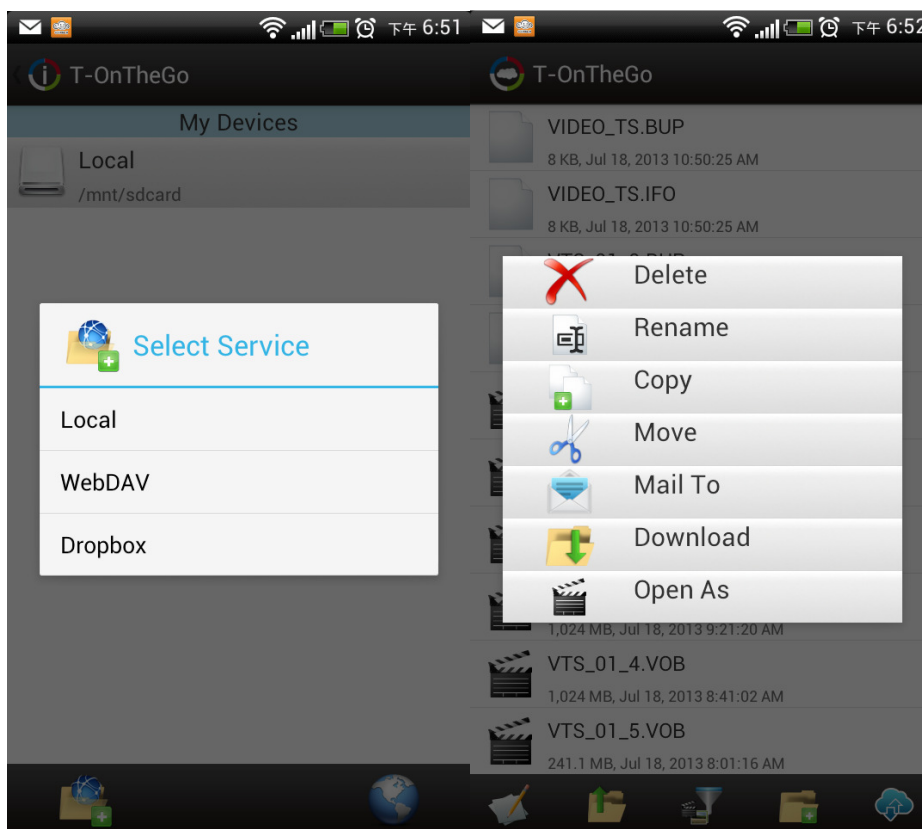 下午 6:51
T-OnTheGo
My Devices
Local
/mnt/sdcard
Select Service
Local
WebDAV
Dropbox
下午 6:52
T-OnTheGo
VIDEO_TS.BUP
8 KB, Jul 18, 2013 10:50:25 AM
VIDEO_TS.IFO
8 KB, Jul 18, 2013 10:50:25 AM
Delete
Rename
Copy
Move
Mail To
Download
Open As
1,024 MB, Jul 18, 2013 9:21:20 AM
VTS_01_4.VOB
1,024 MB, Jul 18, 2013 8:41:02 AM
VTS_01_5.VOB
241.1 MB, Jul 18, 2013 8:01:16 AM